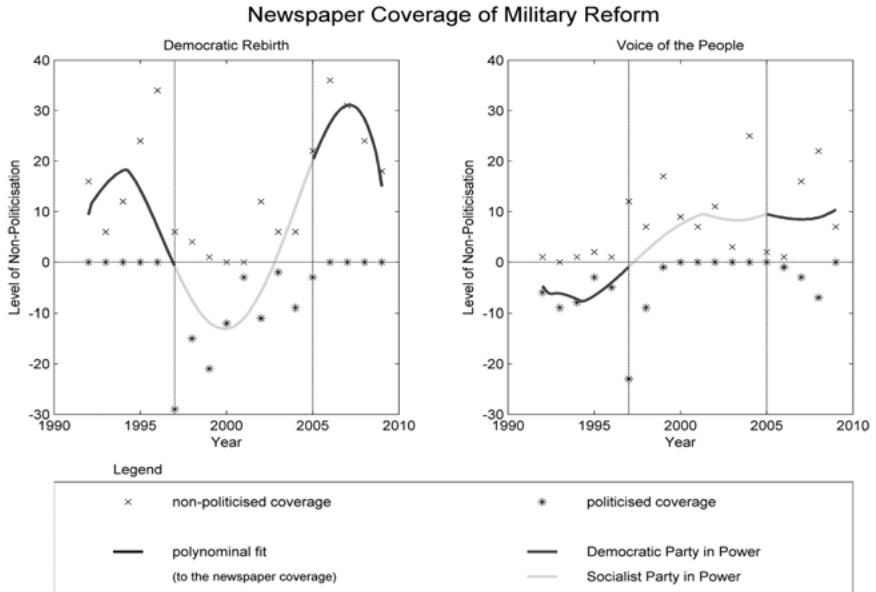 Newspaper Coverage of Military Reform
Democratic Rebirth
Level of Non-Politicisation
40
30
20
10
0
-10
-20
-30
1990
1995
2000
2005
2010
Year
Voice of the People
Level of Non-Politicisation
40
30
20
10
0
-10
-20
-30
1990
1995
2000
2005
2010
Year
Legend
non-politicised coverage
politicised coverage
polynominal fit
(to the newspaper coverage)
Democratic Party in Power
Socialist Party in Power